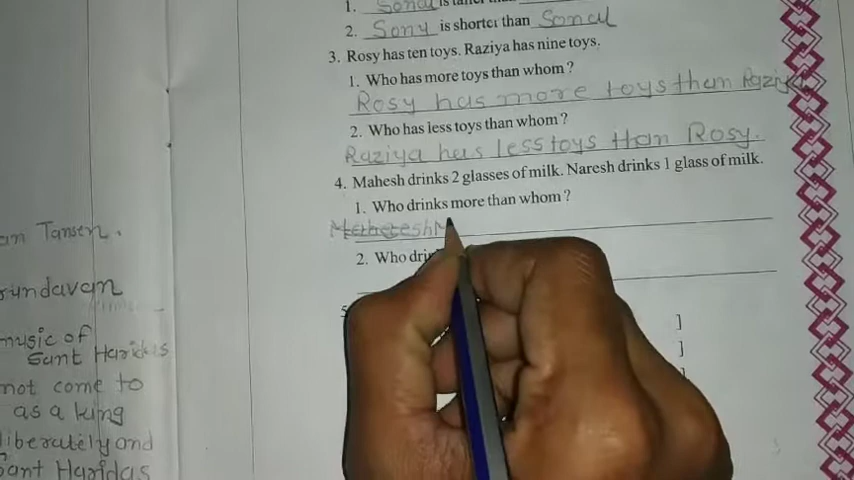 1. Sonal is taller than
2. Sony is shorter than Sonal
3. Rosy has ten toys. Raziya has nine toys.
1. Who has more toys than whom?
Rosy has more toys than Raziya
2. Who has less toys than whom?
Raziya has less toys than Rosy.
4. Mahesh drinks 2 glasses of milk. Naresh drinks 1 glass of milk.
1. Who drinks more than whom?
2. Who dri
]
]
an Tansen.
rundavan
music of
Sant Haridas
not come to
as a king
liberately and
Sant Haridas